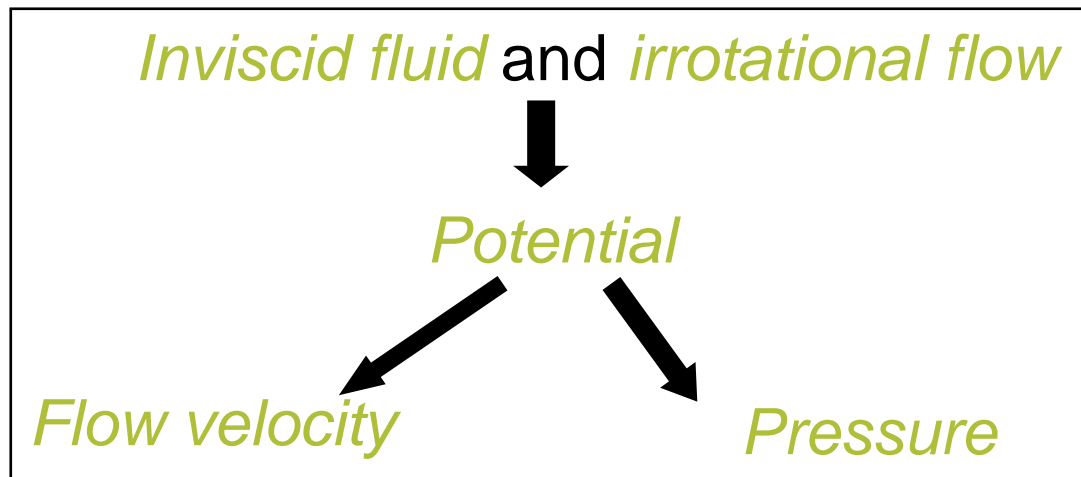 Inviscid fluid and irrotational flow
Potential
Flow velocity
Pressure